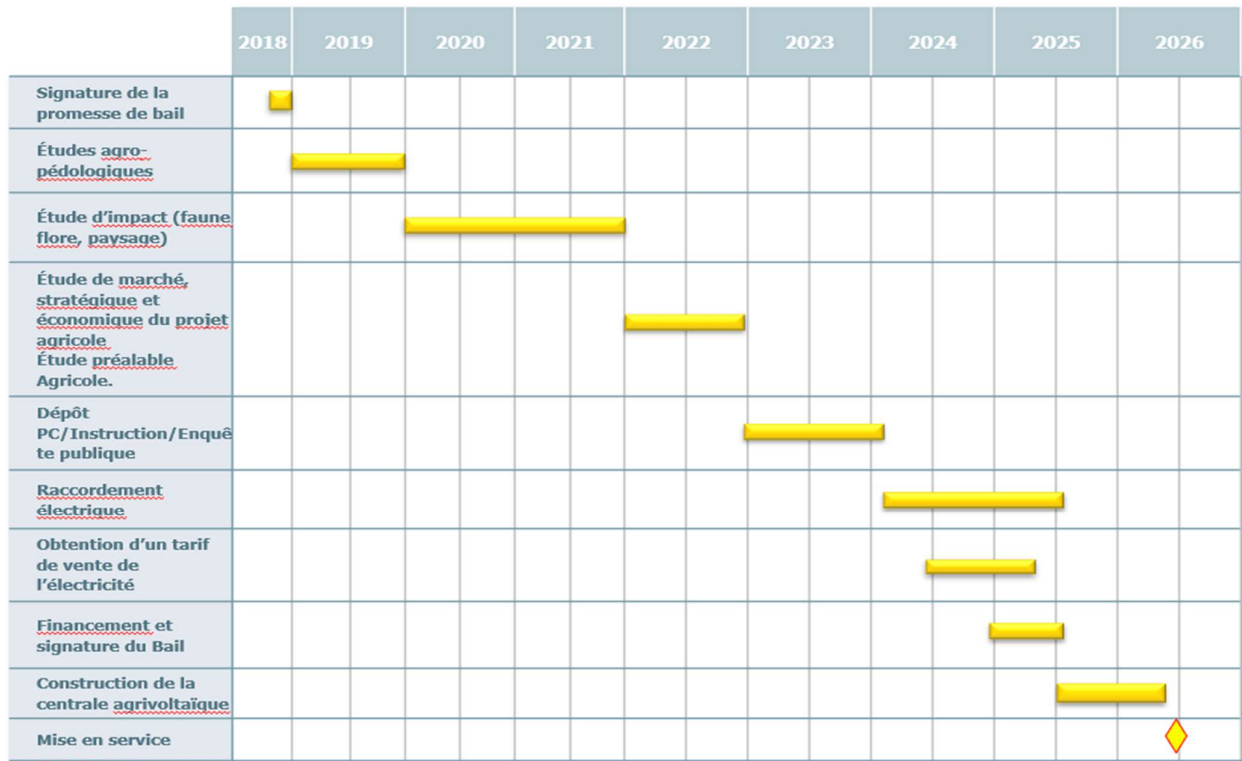 2018 2019 2020 2021 2022 2023 2024 2025 2026
Signature de la
promesse de bail
Études agro-
pédologiques
Étude d’impact (faune
flore, paysage)
Étude de marché,
stratégique et
économique du projet
agricole
Étude préalable
Agricole.
Dépôt
PC/Instruction/Enquê
te publique
Raccordement
électrique
Obtention d’un tarif
de vente de
l’électricité
Financement et
signature du Bail
Construction de la
centrale agrivoltaïque
Mise en service